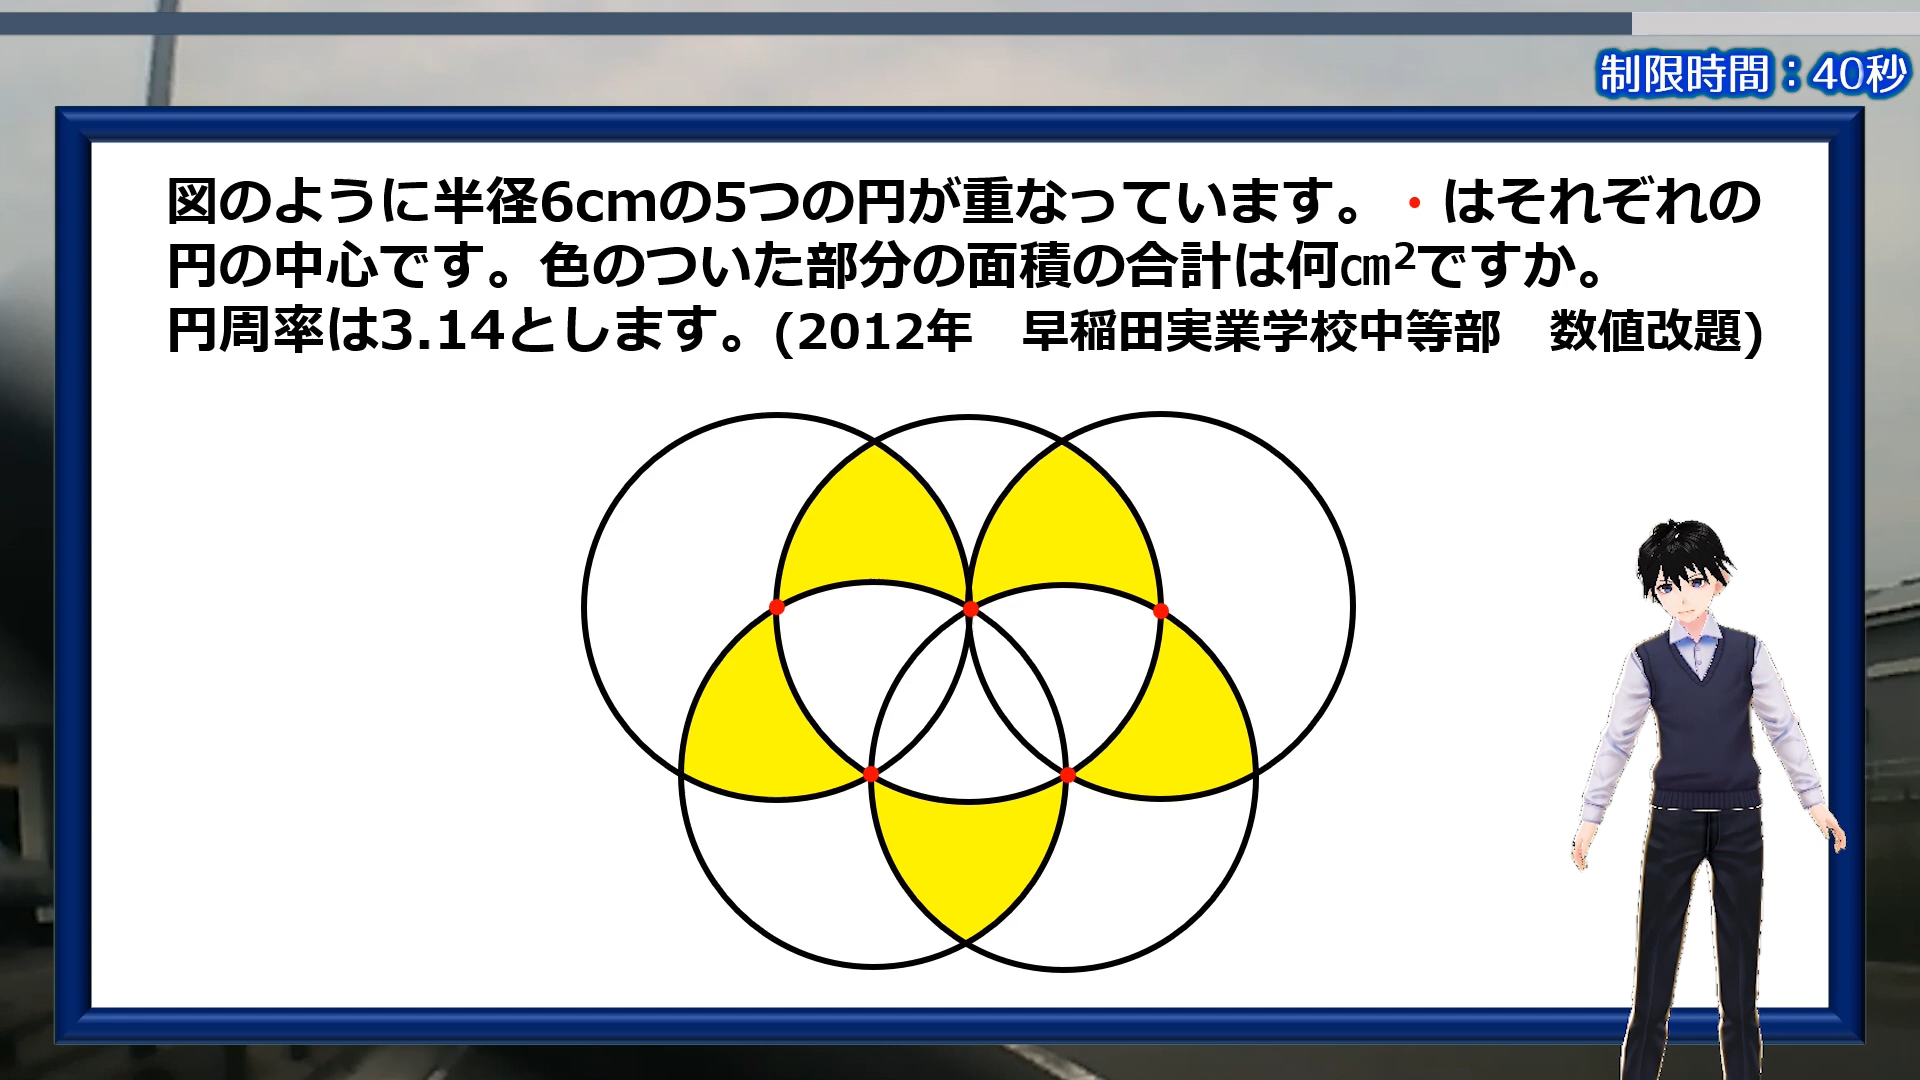 制限時間：40秒
図のように半径6cmの5つの円が重なっています。・はそれぞれの
円の中心です。色のついた部分の面積の合計は何㎝²ですか。
円周率は3.14とします。(2012年　早稲田実業学校中等部　数値改題)